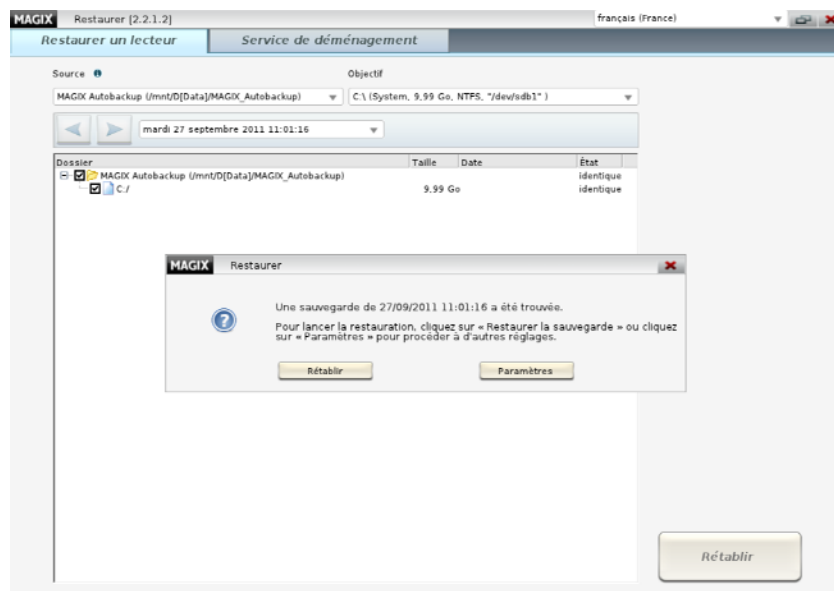 MAGIX Restaurer [2.2.1.2] français (France)
Restaurer un lecteur Service de déménagement
Source Objectif
MAGIX Autobackup (/mnt/D[Data]/MAGIX_Autobackup) C:\ (System, 9,99 Go, NTFS, "/dev/sdb1" )
mardi 27 septembre 2011 11:01:16
Dossier Taille Date État
MAGIX Autobackup (/mnt/D[Data]/MAGIX_Autobackup) identique
C:/ 9.99 Go identique
MAGIX Restaurer
Une sauvegarde de 27/09/2011 11:01:16 a été trouvée.
Pour lancer la restauration, cliquez sur « Restaurer la sauvegarde » ou cliquez
sur « Paramètres » pour procéder à d'autres réglages.
Rétablir Paramètres
Rétablir